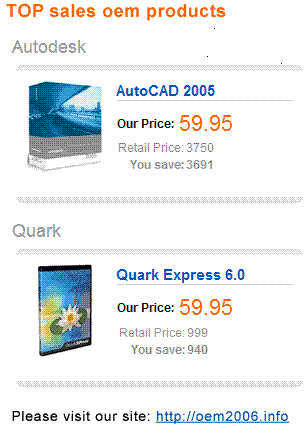 TOP sales oem products
Autodesk
AutoCAD 2005
Our Price: 59.95
Retail Price: 3750
You save: 3691
Quark
Quark Express 6.0
Our Price: 59.95
Retail Price: 999
You save: 940
Please visit our site: http://oem2006.info